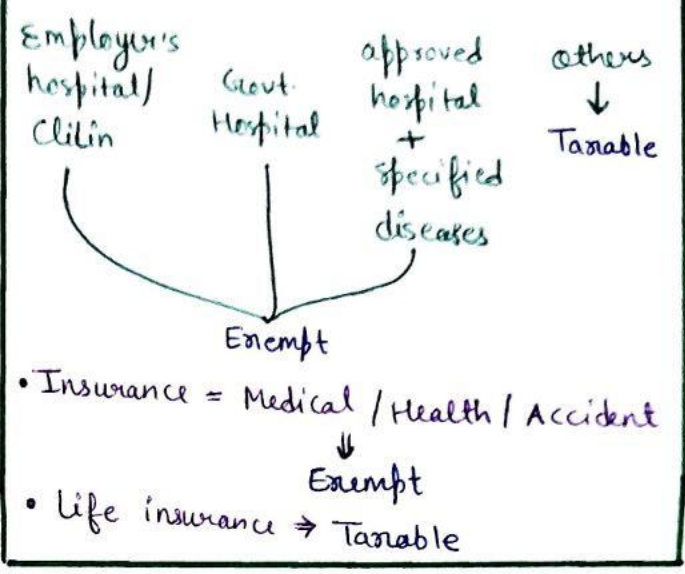 Employer's
hospital/
Clilin
Govt.
Hospital
approved
hospital
+
specified
diseases
others
↓
Taxable
Exempt
• Insurance = Medical / Health / Accident
⇓
Exempt
• Life insurance ⇒ Taxable